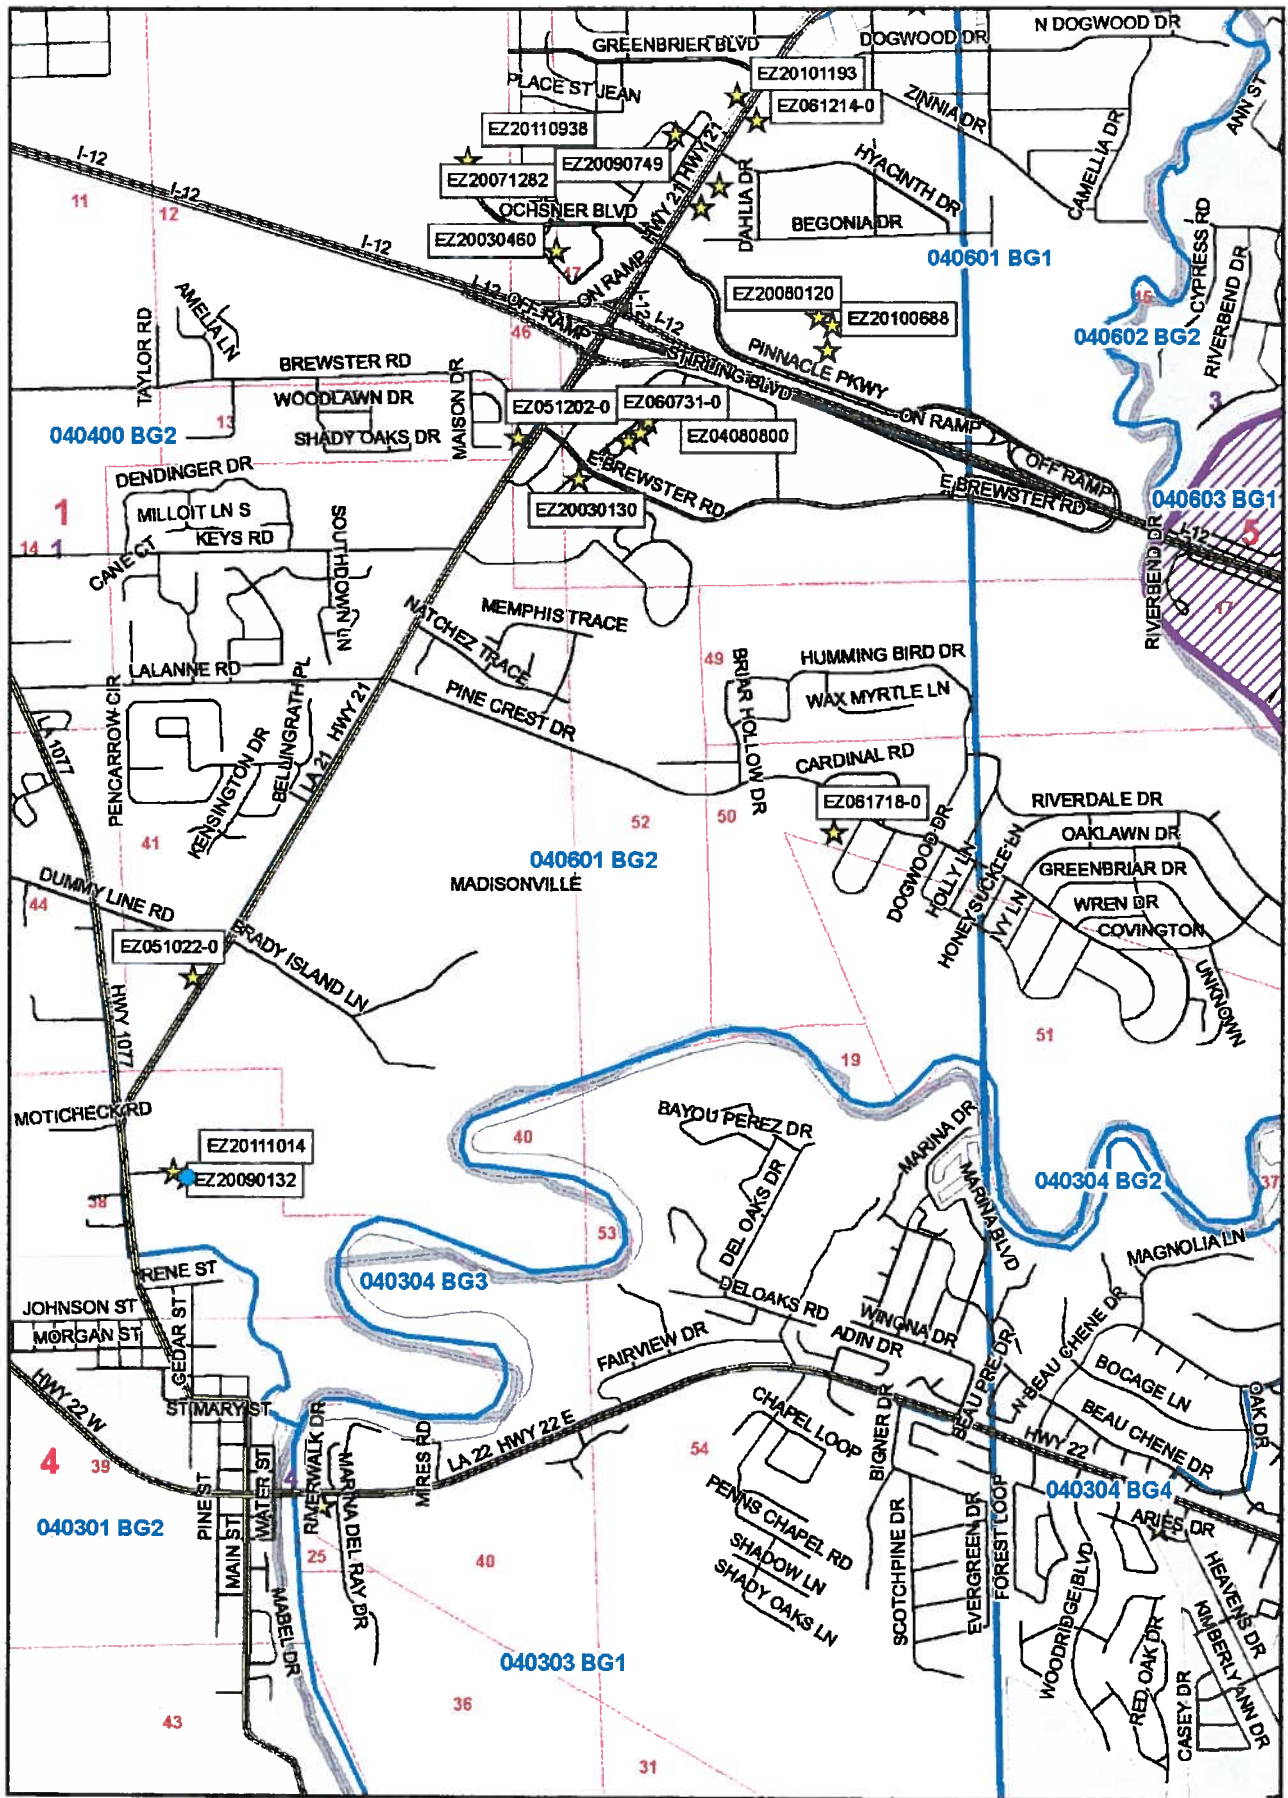 N DOGWOOD DR
DOGWOOD DR
GREENBRIER BLVD
EZ20101193
PLACE ST JEAN
EZ061214-0
ZINNIA DR
ANN ST
EZ20110938
EZ20090749
HWY 21
HYACINTH DR
CAMELLIA DR
I-12
I-12
EZ20071282
11
12
OCHSNER BLVD
HWY 21
DAHLIA DR
BEGONIA DR
CYPRESS RD
EZ20030460
I-12
040601 BG1
RIVERBEND DR
47
ON RAMP
I-12
OFF RAMP
I-12
I-12
EZ20080120
EZ20100688
16
040602 BG2
AMELIA LN
TAYLOR RD
46
STIRLING BLVD
PINNACLE PKWY
BREWSTER RD
MAISON DR
WOODLAWN DR
EZ051202-0
EZ060731-0
3
ON RAMP
13
040400 BG2
SHADY OAKS DR
EZ04080800
OFF RAMP
DENDINGER DR
E BREWSTER RD
E BREWSTER RD
040603 BG1
MILLOIT LN S
EZ20030130
1
5
KEYS RD
SOUTHDOWN LN
I-12
RIVERBEND DR
14
1
CANE CT
17
NATCHEZ TRACE
MEMPHIS TRACE
LALANNE RD
49
HUMMING BIRD DR
BRIAR HOLLOW DR
WAX MYRTLE LN
PINE CREST DR
PENCARROW CIR
BELLINGRATH PL
LA 21 HWY 21
LA 1077
KENSINGTON DR
CARDINAL RD
EZ061718-0
RIVERDALE DR
41
52
50
OAKLAWN DR
DOGWOOD DR
HOLLY LN
HONEYSUCKLE LN
IVY LN
040601 BG2
GREENBRIAR DR
MADISONVILLE
WREN DR
DUMMY LINE RD
44
COVINGTON
BRADY ISLAND LN
EZ051022-0
UNKNOWN
HWY 1077
51
19
MOTICHECK RD
BAYOU PEREZ DR
MARINA DR
40
EZ20111014
EZ20090132
MARINA BLVD
040304 BG2
37
38
DEL OAKS DR
53
MAGNOLIA LN
RENE ST
040304 BG3
JOHNSON ST
DELOAKS RD
WINONA DR
MORGAN ST
CEDAR ST
FAIRVIEW DR
ADIN DR
BEAU PRE DR
N BEAU CHENE DR
BOCAGE LN
HWY 22 W
OAK DR
ST MARY ST
CHAPEL LOOP
BIGNER DR
BEAU CHENE DR
RIVERWALK DR
LA 22 HWY 22 E
HWY 22
4
39
54
WATER ST
MARINA DEL RAY DR
MIRES RD
040304 BG4
PINE ST
PENNS CHAPEL RD
040301 BG2
4
ARIES DR
MAIN ST
SCOTCHPINE DR
EVERGREEN DR
FOREST LOOP
25
40
SHADOW LN
WOODRIDGE BLVD
HEAVENS DR
SHADY OAKS LN
MABEL DR
KIMBERLY ANN DR
RED OAK DR
040303 BG1
CASEY DR
36
43
31